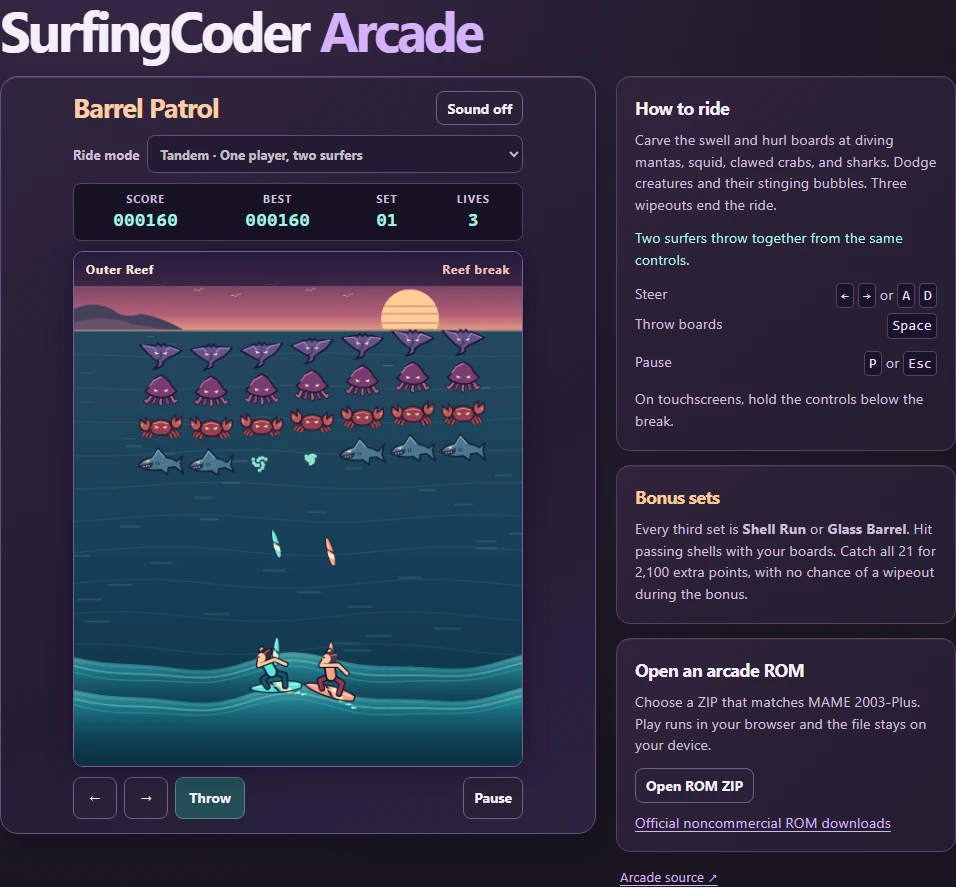 SurfingCoder Arcade
Barrel Patrol
Sound off
Ride mode
Tandem · One player, two surfers
SCORE
000160
BEST
000160
SET
01
LIVES
3
Outer Reef
Reef break
←
→
Throw
Pause
How to ride
Carve the swell and hurl boards at diving
mantas, squid, clawed crabs, and sharks. Dodge
creatures and their stinging bubbles. Three
wipeouts end the ride.
Two surfers throw together from the same
controls.
Steer
← → or A D
Throw boards
Space
Pause
P or Esc
On touchscreens, hold the controls below the
break.
Bonus sets
Every third set is Shell Run or Glass Barrel. Hit
passing shells with your boards. Catch all 21 for
2,100 extra points, with no chance of a wipeout
during the bonus.
Open an arcade ROM
Choose a ZIP that matches MAME 2003-Plus.
Play runs in your browser and the file stays on
your device.
Open ROM ZIP
Official noncommercial ROM downloads
Arcade source ↗